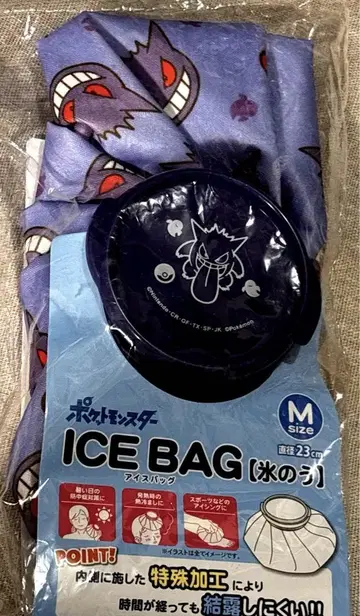 ©Nintendo・CR・GF・TX・SP・JK ©Pokémon
ポケットモンスター
M
size
ICE BAG【氷のう】
直径23cm
アイスバッグ
暑い日の
熱中症対策に
発熱時の
熱冷ましに
スポーツなどの
アイシングに
※イラストは全てイメージです。
POINT!
内側に施した特殊加工により
時間が経っても結露しにくい!!